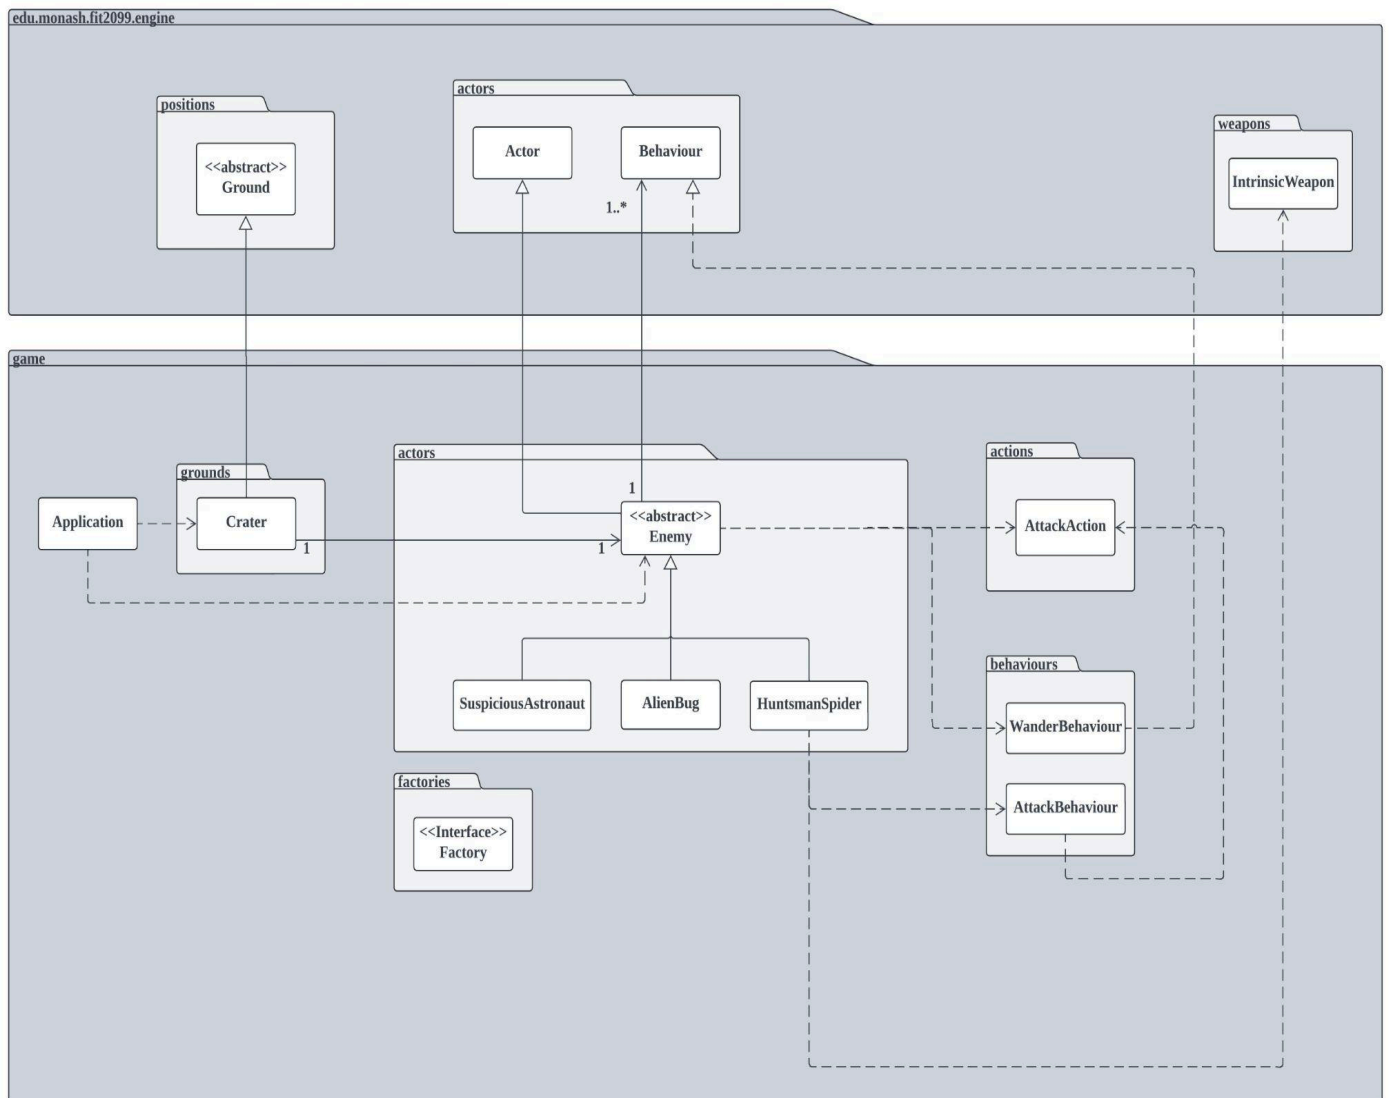 edu.monash.fit2099.engine
positions
<<abstract>>
Ground
actors
Actor
Behaviour
1..*
weapons
IntrinsicWeapon
game
Application
grounds
Crater
1
actors
1
1
<<abstract>>
Enemy
SuspiciousAstronaut
AlienBug
HuntsmanSpider
actions
AttackAction
behaviours
WanderBehaviour
AttackBehaviour
factories
<<Interface>>
Factory